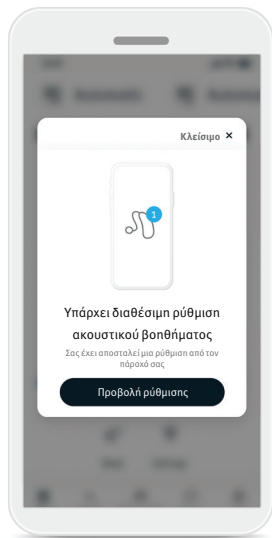 Κλείσιμο ×
1
Υπάρχει διαθέσιμη ρύθμιση
ακουστικού βοηθήματος
Σας έχει αποσταλεί μια ρύθμιση από τον
πάροχό σας
Προβολή ρύθμισης